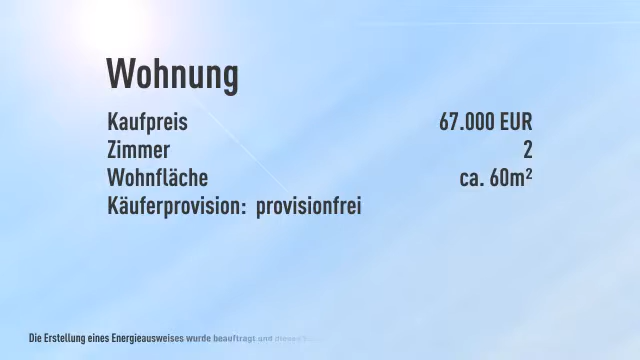 Wohnung
Kaufpreis 67.000 EUR
Zimmer 2
Wohnfläche ca. 60m²
Käuferprovision: provisionfrei
Die Erstellung eines Energieausweises wurde beauftragt und dieses